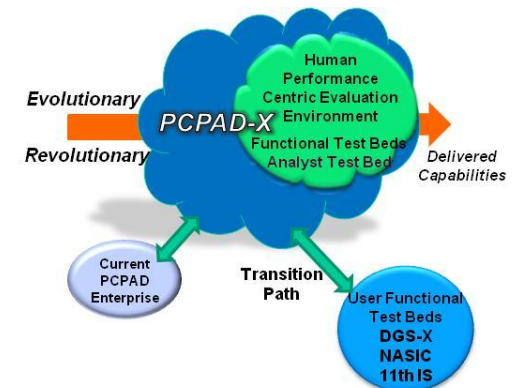 Human
Performance
Centric Evaluation
Environment
Functional Test Beds
Analyst Test Bed
Evolutionary
PCPAD-X
Revolutionary
Delivered
Capabilities
Current
PCPAD
Enterprise
Transition
Path
User Functional
Test Beds
DGS-X
NASIC
11th IS